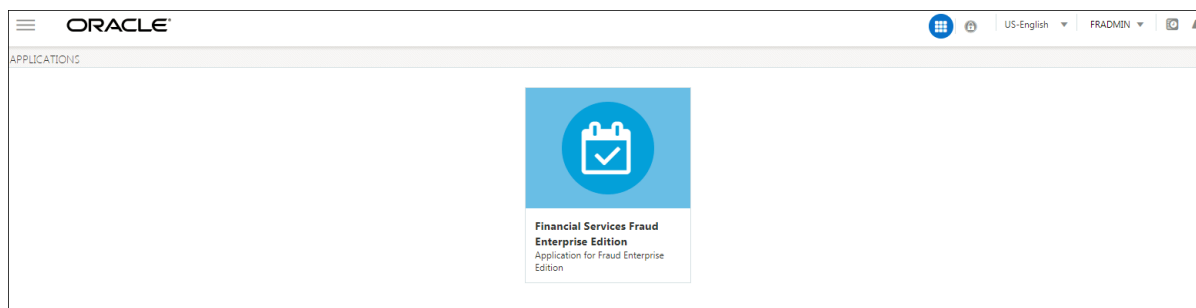 ORACLE
US-English FRADMIN
APPLICATIONS
Financial Services Fraud
Enterprise Edition
Application for Fraud Enterprise
Edition